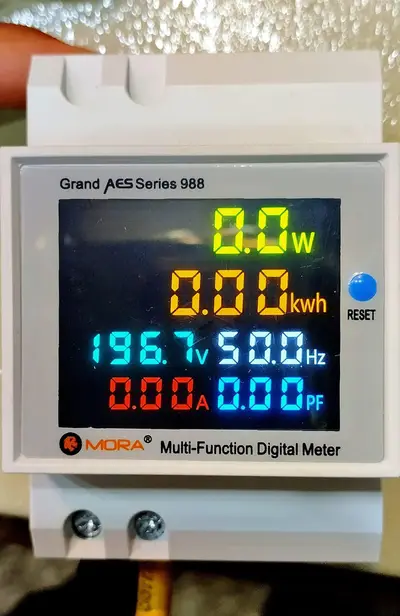 Grand AES Series 988
0.0W
0.00kwh
RESET
196.7V 50.0Hz
0.00A 0.00PF
MORA® Multi-Function Digital Meter